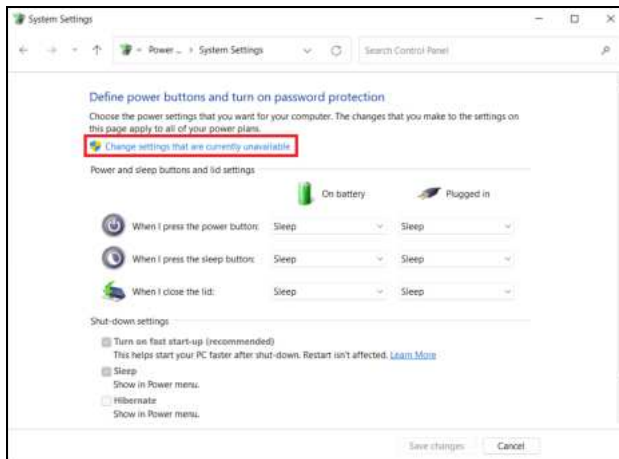 System Settings
Power ... System Settings
Search Control Panel
Define power buttons and turn on password protection
Choose the power settings that you want for your computer. The changes that you make to the settings on
this page apply to all of your power plans.
Change settings that are currently unavailable
Power and sleep buttons and lid settings
On battery Plugged in
When I press the power button: Sleep Sleep
When I press the sleep button: Sleep Sleep
When I close the lid: Sleep Sleep
Shut-down settings
Turn on fast start-up (recommended)
This helps start your PC faster after shut-down. Restart isn't affected. Learn More
Sleep
Show in Power menu.
Hibernate
Show in Power menu.
Save changes Cancel